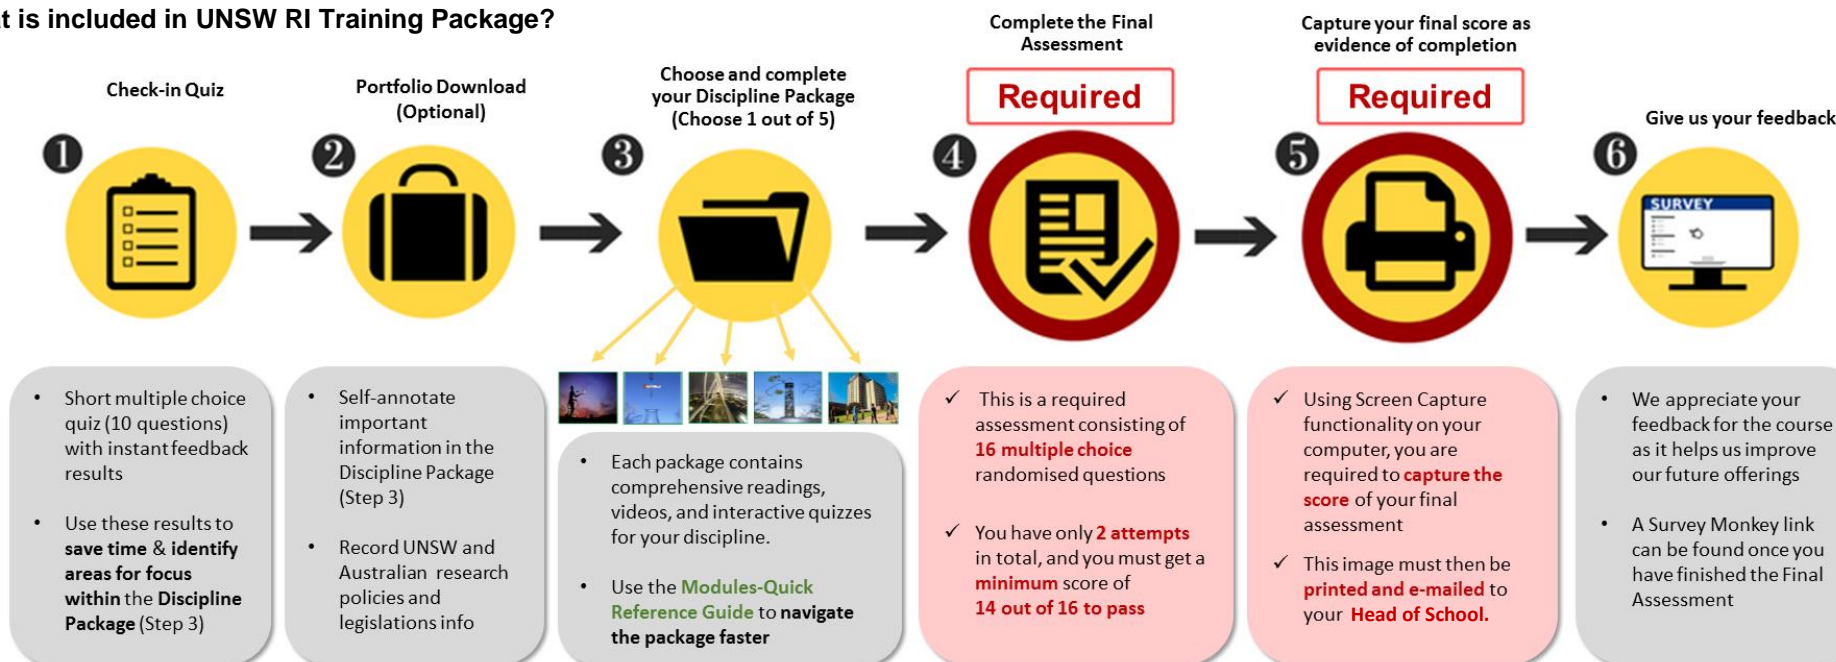 is included in UNSW RI Training Package?
Check-in Quiz
1
Short multiple choice
quiz (10 questions)
with instant feedback
results
Use these results to
save time & identify
areas for focus
within the Discipline
Package (Step 3)
Portfolio Download
(Optional)
2
Self-annotate
important
information in the
Discipline Package
(Step 3)
Record UNSW and
Australian research
policies and
legislations info
Choose and complete
your Discipline Package
(Choose 1 out of 5)
3
Each package contains
comprehensive readings,
videos, and interactive quizzes
for your discipline.
Use the Modules-Quick
Reference Guide to navigate
the package faster
Complete the Final
Assessment
Required
4
This is a required
assessment consisting of
16 multiple choice
randomised questions
You have only 2 attempts
in total, and you must get a
minimum score of
14 out of 16 to pass
Capture your final score as
evidence of completion
Required
5
Using Screen Capture
functionality on your
computer, you are
required to capture the
score of your final
assessment
This image must then be
printed and e-mailed to
your Head of School.
Give us your feedback
6
SURVEY
We appreciate your
feedback for the course
as it helps us improve
our future offerings
A Survey Monkey link
can be found once you
have finished the Final
Assessment